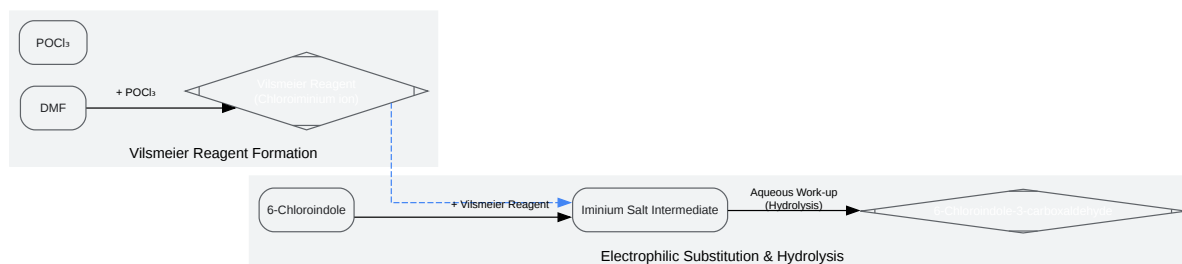 POCl₃
DMF
+ POCl₃
Vilsmeier Reagent
(Chloroiminium ion)
Vilsmeier Reagent Formation
6-Chloroindole
+ Vilsmeier Reagent
Iminium Salt Intermediate
Aqueous Work-up
(Hydrolysis)
6-Chloroindole-3-carboxaldehyde
Electrophilic Substitution & Hydrolysis